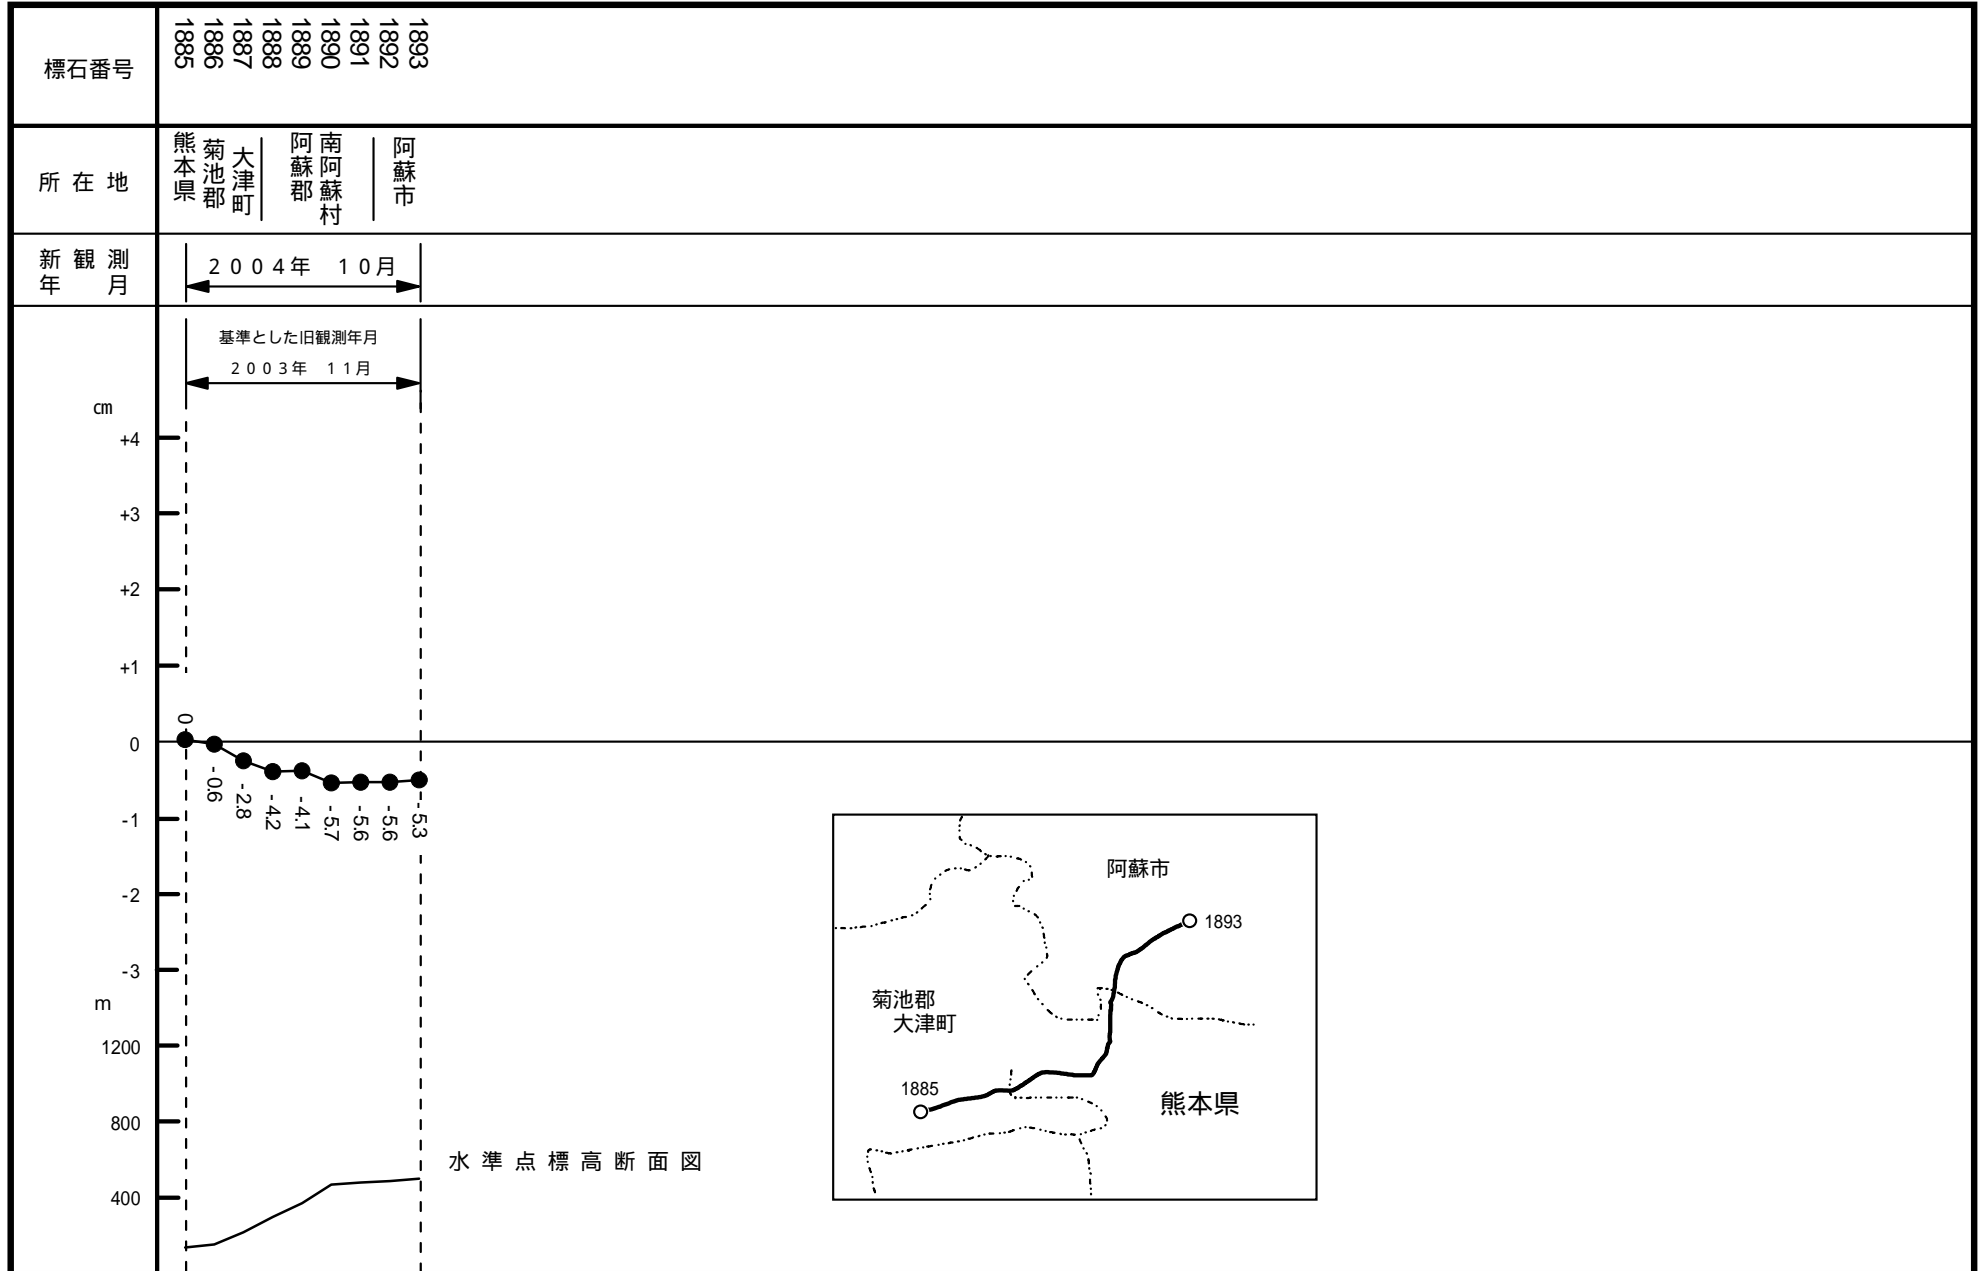 標石番号
1885
1886
1887
1888
1889
1890
1891
1892
1893
所在地
熊本県
菊池郡
大津町
阿蘇郡
南阿蘇村
阿蘇市
新観測
年　月
２００４年　１０月
基準とした旧観測年月
２００３年　１１月
㎝
+4
+3
+2
+1
0
-1
-2
-3
0
-0.6
-2.8
-4.2
-4.1
-5.7
-5.6
-5.6
-5.3
m
1200
800
400
水準点標高断面図
阿蘇市
1893
菊池郡
大津町
1885
熊本県